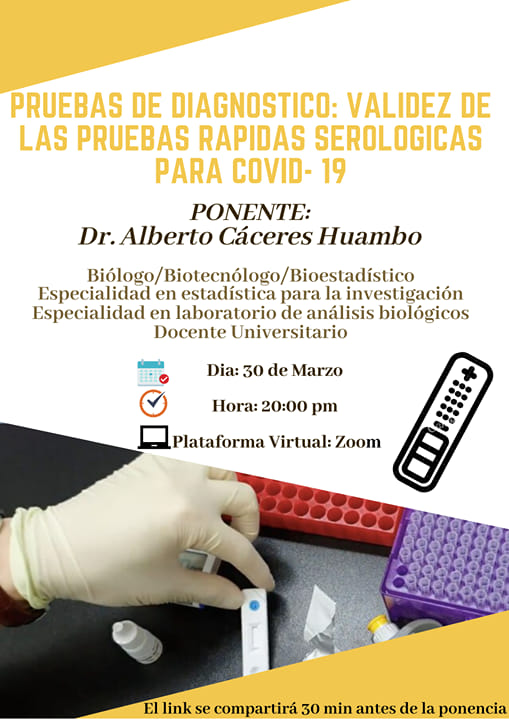 PRUEBAS DE DIAGNOSTICO: VALIDEZ DE
LAS PRUEBAS RAPIDAS SEROLOGICAS
PARA COVID- 19
PONENTE:
Dr. Alberto Cáceres Huambo
Biólogo/Biotecnólogo/Bioestadístico
Especialidad en estadística para la investigación
Especialidad en laboratorio de análisis biológicos
Docente Universitario
Dia: 30 de Marzo
Hora: 20:00 pm
Plataforma Virtual: Zoom
El link se compartirá 30 min antes de la ponencia